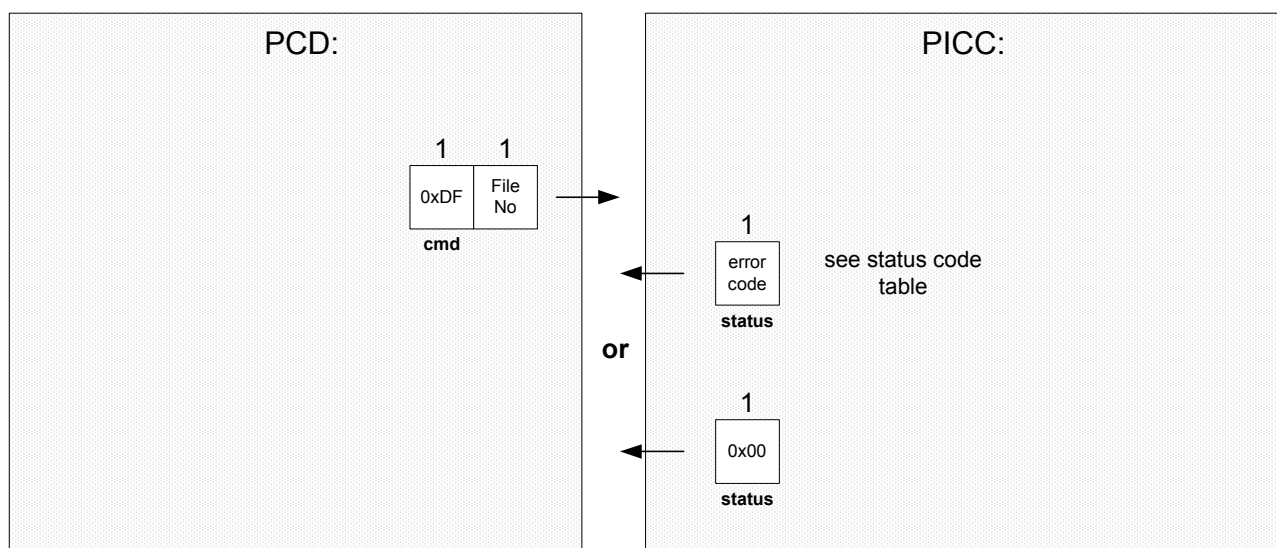 PCD:
PICC:
1 1
0xDF
File
No
cmd
1
error
code
status
see status code
table
or
1
0x00
status